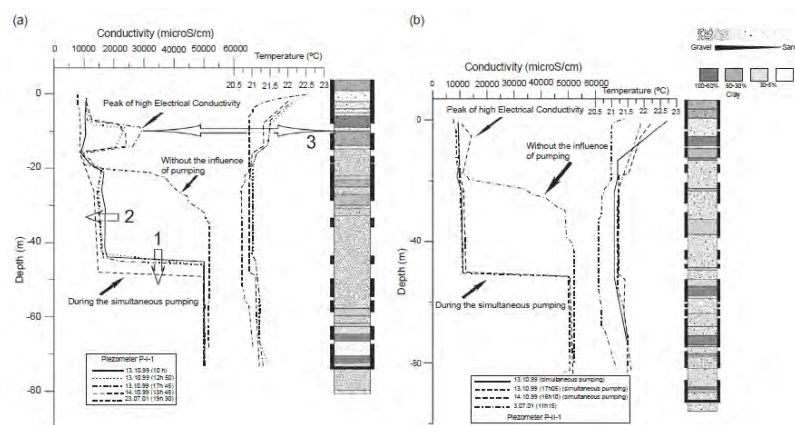 (a)
Conductivity (microS/cm)
0 10000 20000 30000 40000 50000 60000
Temperature (ºC)
20.5 21 21.5 22 22.5 23
Peak of high Electrical Conductivity
3
Without the influence
of pumping
2
1
During the simultaneous pumping
Depth (m)
0
-20
-40
-60
-80
Piezometer P-I-1
13.10.99 (10 h)
13.10.99 (12h 50)
13.10.99 (17h 45)
14.10.99 (13h 45)
23.07.01 (19h 30)
(b)
Conductivity (microS/cm)
0 10000 20000 30000 40000 50000 60000
Temperature (ºC)
20.5 21 21.5 22 22.5 23
Peak of high Electrical Conductivity
Without the influence
of pumping
During the simultaneous pumping
Depth (m)
0
-20
-40
-60
-80
13.10.99 (simultaneous pumping)
13.10.99 (17h05) (simultaneous pumping)
14.10.99 (16h10) (simultaneous pumping)
3.07.01 (11h15)
Piezometer P-II-1
Gravel Sand
100-60% 60-30% 30-0%
Clay